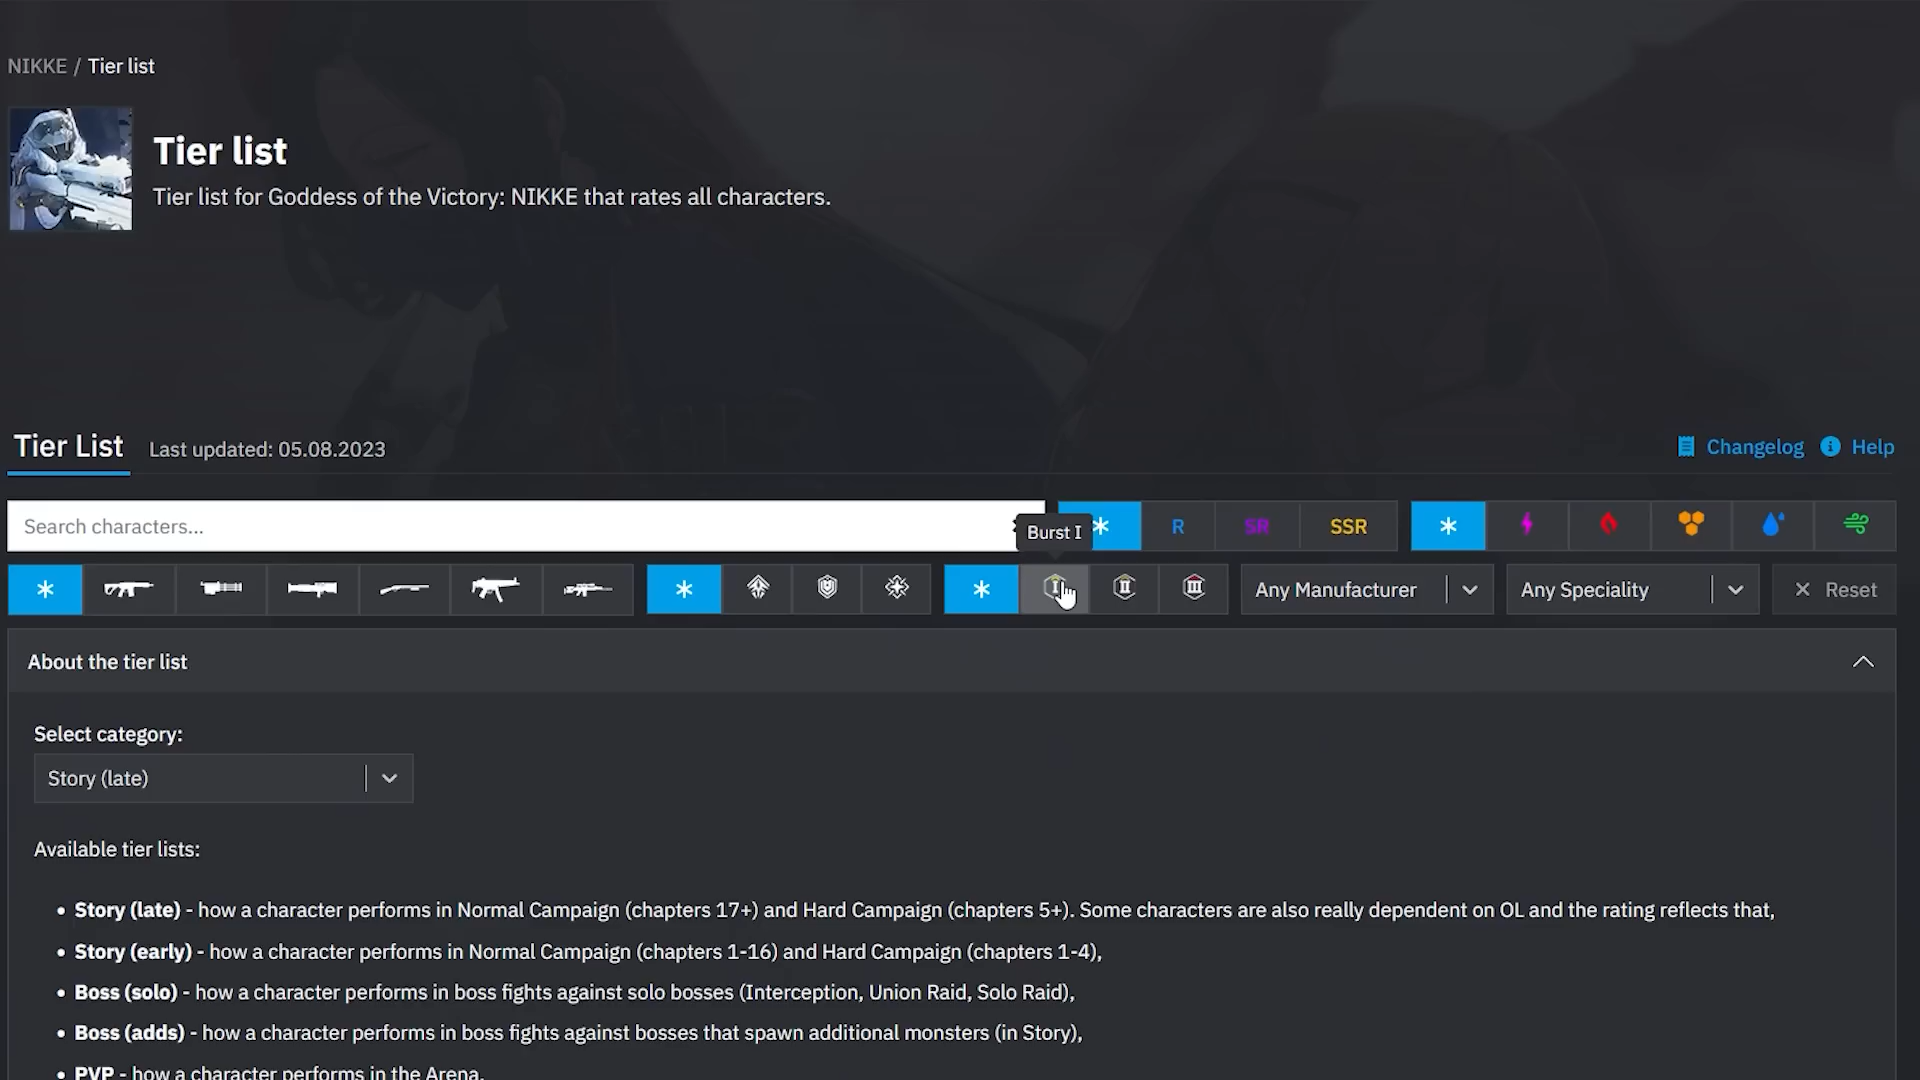 NIKKE / Tier list
Tier list
Tier list for Goddess of the Victory: NIKKE that rates all characters.
Tier List Last updated: 05.08.2023 Changelog Help
Search characters... Burst I R SR SSR
I II III Any Manufacturer Any Speciality Reset
About the tier list
Select category:
Story (late)
Available tier lists:
• Story (late) - how a character performs in Normal Campaign (chapters 17+) and Hard Campaign (chapters 5+). Some characters are also really dependent on OL and the rating reflects that,
• Story (early) - how a character performs in Normal Campaign (chapters 1-16) and Hard Campaign (chapters 1-4),
• Boss (solo) - how a character performs in boss fights against solo bosses (Interception, Union Raid, Solo Raid),
• Boss (adds) - how a character performs in boss fights against bosses that spawn additional monsters (in Story),
• PVP - how a character performs in the Arena.